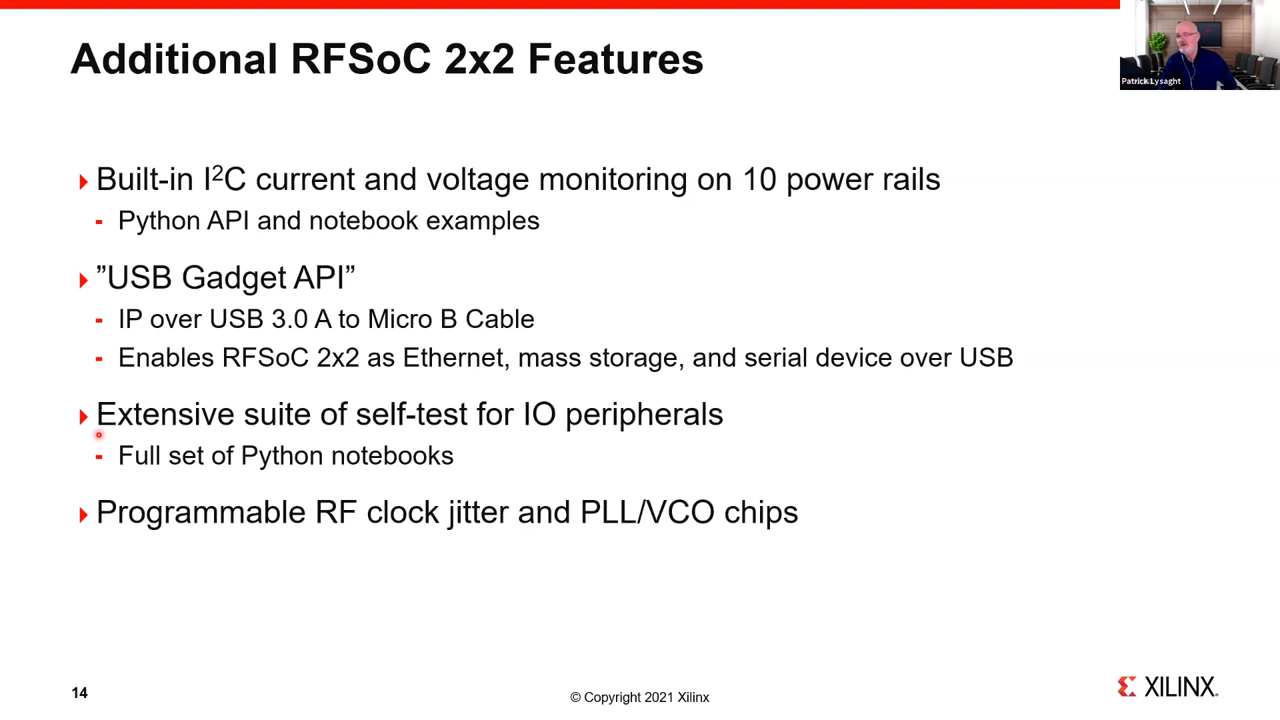 Additional RFSoC 2x2 Features
Patrick Lysaght
Built-in I²C current and voltage monitoring on 10 power rails
- Python API and notebook examples
”USB Gadget API”
- IP over USB 3.0 A to Micro B Cable
- Enables RFSoC 2x2 as Ethernet, mass storage, and serial device over USB
Extensive suite of self-test for IO peripherals
- Full set of Python notebooks
Programmable RF clock jitter and PLL/VCO chips
14
© Copyright 2021 Xilinx
XILINX.